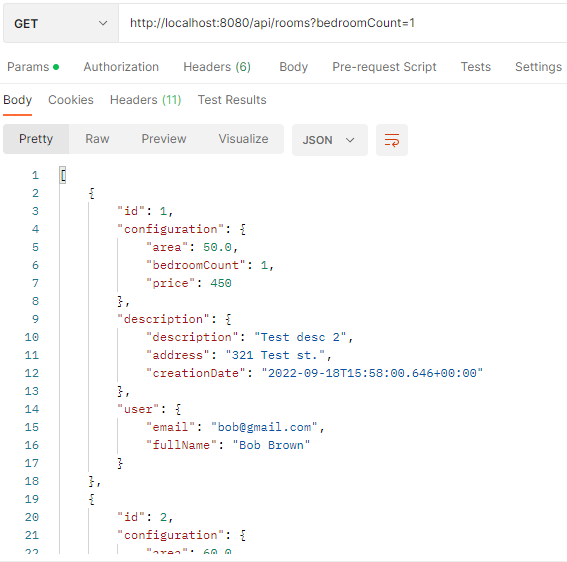 GET http://localhost:8080/api/rooms?bedroomCount=1
Params Authorization Headers (6) Body Pre-request Script Tests Settings
Body Cookies Headers (11) Test Results
Pretty Raw Preview Visualize JSON
1 [
2 {
3 "id": 1,
4 "configuration": {
5 "area": 50.0,
6 "bedroomCount": 1,
7 "price": 450
8 },
9 "description": {
10 "description": "Test desc 2",
11 "address": "321 Test st.",
12 "creationDate": "2022-09-18T15:58:00.646+00:00"
13 },
14 "user": {
15 "email": "bob@gmail.com",
16 "fullName": "Bob Brown"
17 }
18 },
19 {
20 "id": 2,
21 "configuration": {
22 "area": 60.0